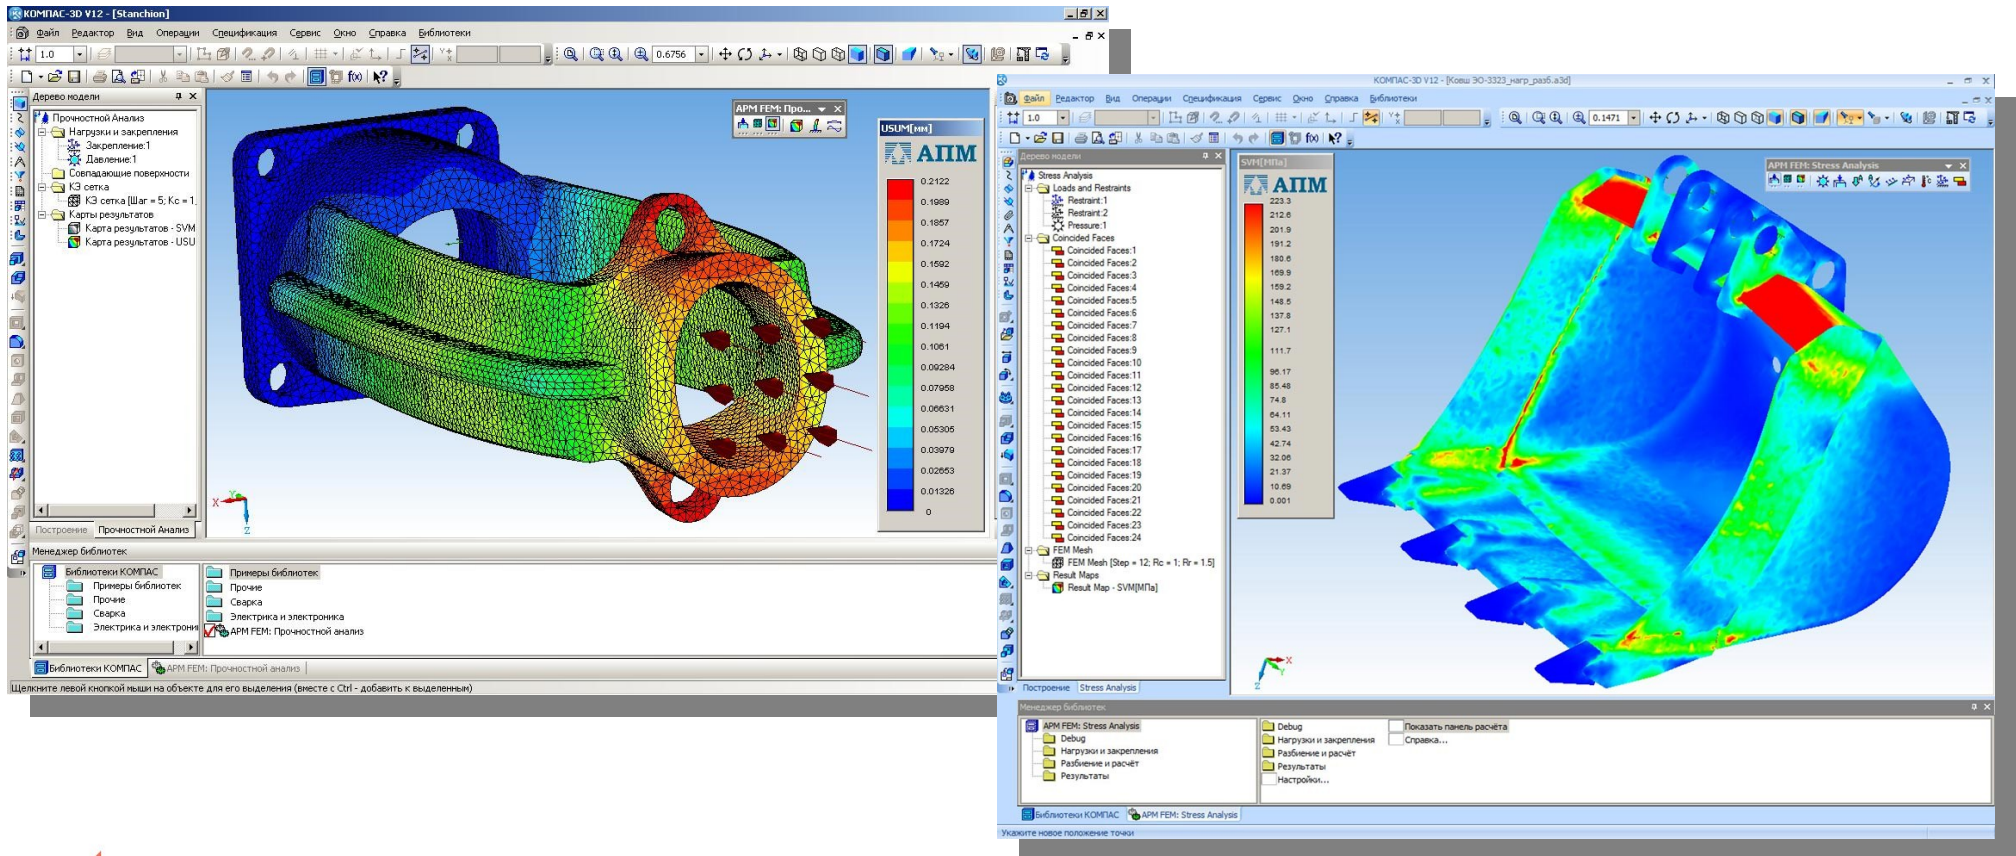 КОМПАС-3D V12 - [Stanchion]
Файл Редактор Вид Операции Спецификация Сервис Окно Справка Библиотеки
1.0 0.6756
f(x)
Дерево модели
Прочностной Анализ
Нагрузки и закрепления
Закрепление:1
Давление:1
Совпадающие поверхности
КЭ сетка
КЭ сетка [Шаг = 5; Кс = 1,
Карты результатов
Карта результатов - SVM
Карта результатов - USU
Построение Прочностной Анализ
APM FEM: Про...
USUM[мм]
АПМ
0.2122
0.1989
0.1857
0.1724
0.1592
0.1459
0.1326
0.1194
0.1061
0.09284
0.07958
0.06631
0.05305
0.03979
0.02653
0.01326
0
X Y Z
Менеджер библиотек
Библиотеки КОМПАС
Примеры библиотек
Прочие
Сварка
Электрика и электрони
Примеры библиотек
Прочие
Сварка
Электрика и электроника
APM FEM: Прочностной анализ
Библиотеки КОМПАС APM FEM: Прочностной анализ
Щелкните левой кнопкой мыши на объекте для его выделения (вместе с Ctrl - добавить к выделенным)
КОМПАС-3D V12 - [Ковш ЭО-3323_нагр_разб.a3d]
Файл Редактор Вид Операции Спецификация Сервис Окно Справка Библиотеки
1.0 0.1471
f(x)
Дерево модели
Stress Analysis
Loads and Restraints
Restraint:1
Restraint:2
Pressure:1
Coincided Faces
Coincided Faces:1
Coincided Faces:2
Coincided Faces:3
Coincided Faces:4
Coincided Faces:5
Coincided Faces:6
Coincided Faces:7
Coincided Faces:8
Coincided Faces:9
Coincided Faces:10
Coincided Faces:11
Coincided Faces:12
Coincided Faces:13
Coincided Faces:14
Coincided Faces:15
Coincided Faces:16
Coincided Faces:17
Coincided Faces:18
Coincided Faces:19
Coincided Faces:20
Coincided Faces:21
Coincided Faces:22
Coincided Faces:23
Coincided Faces:24
FEM Mesh
FEM Mesh [Step = 12; Rc = 1; Rr = 1.5]
Result Maps
Result Map - SVM[МПа]
Построение Stress Analysis
SVM[МПа]
АПМ
223.3
212.6
201.9
191.2
180.6
169.9
159.2
148.5
137.8
127.1
111.7
96.17
85.48
74.8
64.11
53.43
42.74
32.06
21.37
10.69
0.001
APM FEM: Stress Analysis
X Y Z
Менеджер библиотек
APM FEM: Stress Analysis
Debug
Нагрузки и закрепления
Разбиение и расчёт
Результаты
Debug
Нагрузки и закрепления
Разбиение и расчёт
Результаты
Настройки...
Показать панель расчёта
Справка...
Библиотеки КОМПАС APM FEM: Stress Analysis
Укажите новое положение точки